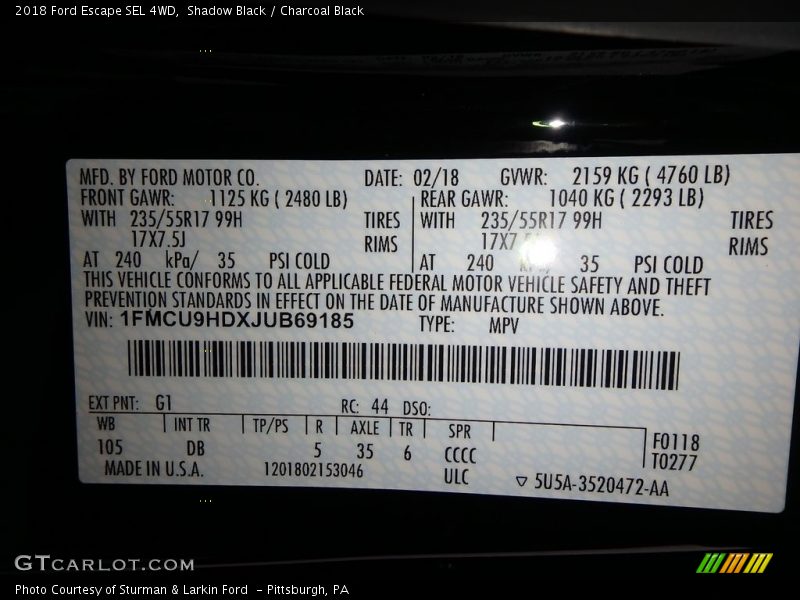 2018 Ford Escape SEL 4WD, Shadow Black / Charcoal Black
MFD. BY FORD MOTOR CO. DATE: 02/18 GVWR: 2159 KG ( 4760 LB)
FRONT GAWR: 1125 KG ( 2480 LB) REAR GAWR: 1040 KG ( 2293 LB)
WITH 235/55R17 99H TIRES WITH 235/55R17 99H TIRES
17X7.5J RIMS 17X7 RIMS
AT 240 kPa/ 35 PSI COLD AT 240 35 PSI COLD
THIS VEHICLE CONFORMS TO ALL APPLICABLE FEDERAL MOTOR VEHICLE SAFETY AND THEFT
PREVENTION STANDARDS IN EFFECT ON THE DATE OF MANUFACTURE SHOWN ABOVE.
VIN: 1FMCU9HDXJUB69185 TYPE: MPV
EXT PNT: G1 RC: 44 DSO:
WB INT TR TP/PS R AXLE TR SPR F0118
105 DB 5 35 6 CCCC T0277
MADE IN U.S.A. 1201802153046 ULC ▽ 5U5A-3520472-AA
GTCARLOT.COM
Photo Courtesy of Sturman & Larkin Ford - Pittsburgh, PA